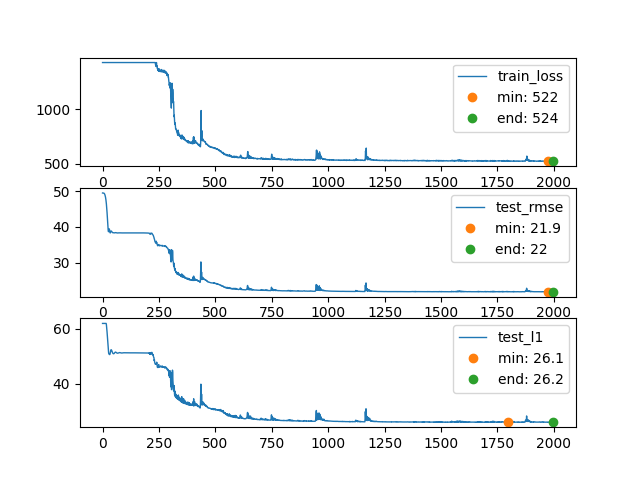 train_loss
min: 522
end: 524
1000
500
0 250 500 750 1000 1250 1500 1750 2000
50
test_rmse
min: 21.9
end: 22
40
30
0 250 500 750 1000 1250 1500 1750 2000
60
test_l1
min: 26.1
end: 26.2
40
0 250 500 750 1000 1250 1500 1750 2000